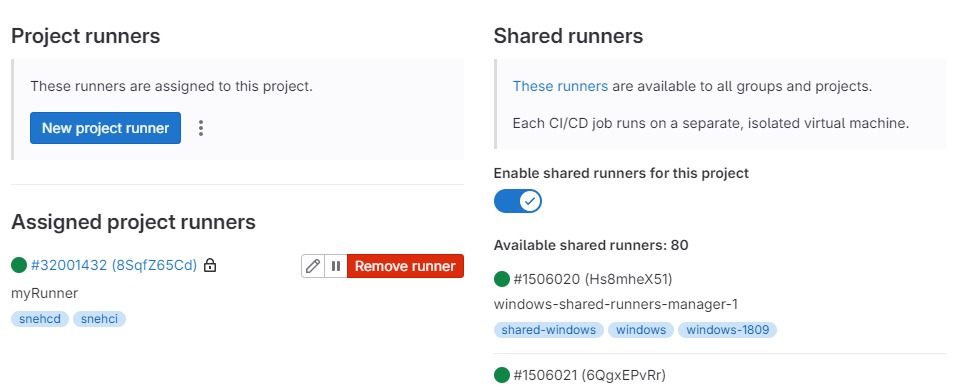 Project runners
These runners are assigned to this project.
New project runner
Assigned project runners
#32001432 (8SqfZ65Cd)
Remove runner
myRunner
snehcd
snehci
Shared runners
These runners are available to all groups and projects.
Each CI/CD job runs on a separate, isolated virtual machine.
Enable shared runners for this project
Available shared runners: 80
#1506020 (Hs8mheX51)
windows-shared-runners-manager-1
shared-windows
windows
windows-1809
#1506021 (6QgxEPvRr)